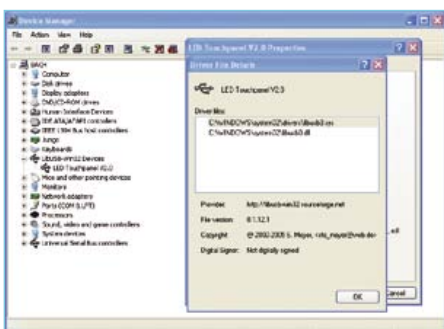 Device Manager
File Action View Help
BACH
Computer
Disk drives
Display adapters
DVD/CD-ROM drives
Human Interface Devices
IDE ATA/ATAPI controllers
IEEE 1394 Bus host controllers
Jungo
Keyboards
LibUSB-Win32 Devices
LED-Touchpanel V2.0
Mice and other pointing devices
Monitors
Network adapters
Ports (COM & LPT)
Processors
Sound, video and game controllers
System devices
Universal Serial Bus controllers
LED-Touchpanel V2.0 Properties
Driver File Details
LED-Touchpanel V2.0
Driver files:
C:\WINDOWS\system32\drivers\libusb0.sys
C:\WINDOWS\system32\libusb0.dll
Provider: http://libusb-win32.sourceforge.net
File version: 0.1.12.1
Copyright: © 2002-2005 S. Meyer,
Digital Signer: Not digitally signed
OK
Cancel